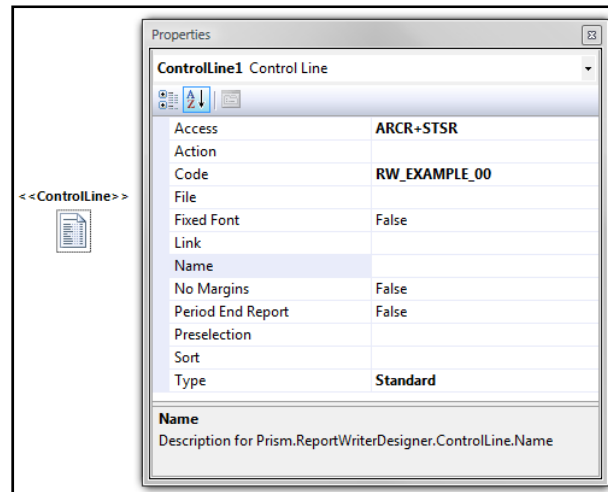 Properties
ControlLine1 Control Line
A
Z
Access ARCR+STSR
Action
Code RW_EXAMPLE_00
<<ControlLine>>
File
Fixed Font False
Link
Name
No Margins False
Period End Report False
Preselection
Sort
Type Standard
Name
Description for Prism.ReportWriterDesigner.ControlLine.Name